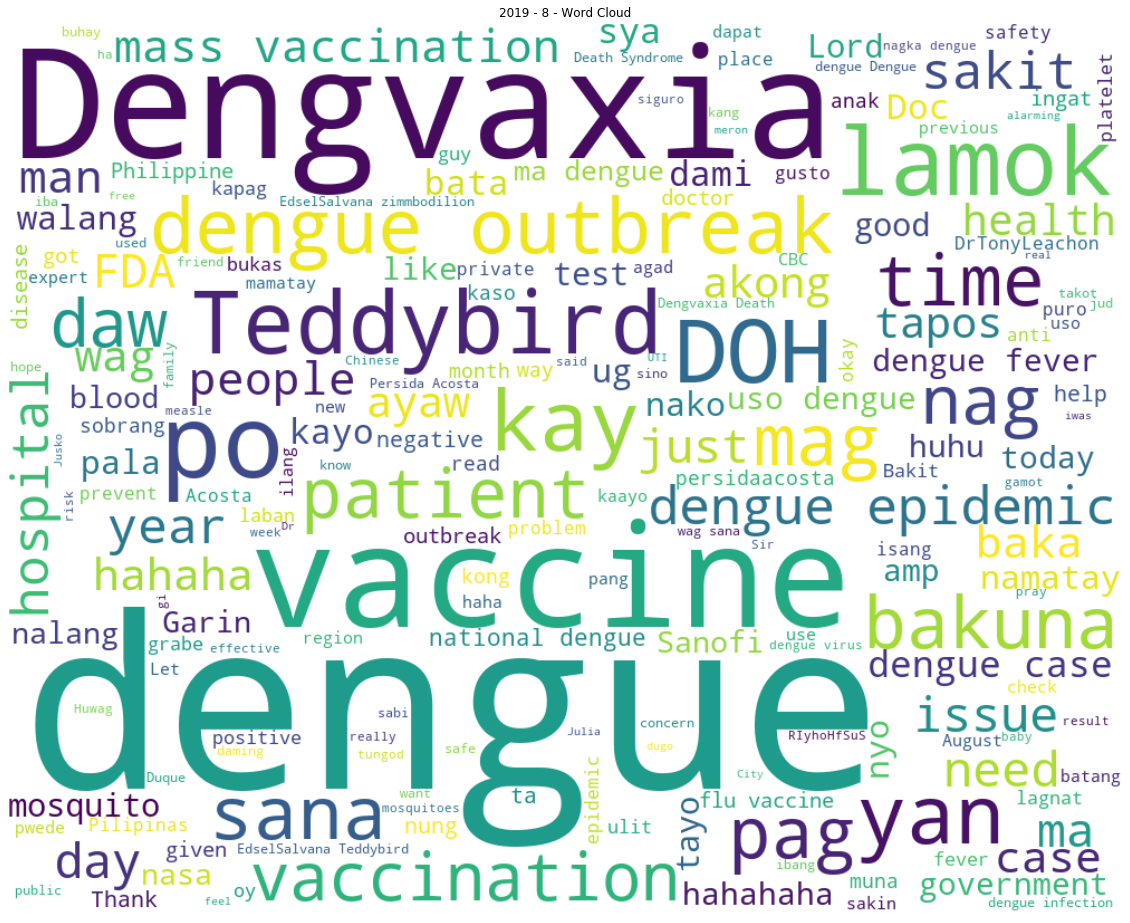 2019 - 8 - Word Cloud
buhay
ha
mass vaccination
sya
dapat
Death Syndrome
place
Lord
nagka dengue
dengue Dengue
safety
sakit
Dengvaxia
siguro
kang
meron
anak
Doc
ingat
alarming
previous
platelet
lamok
man
Philippine
guy
bata
ma dengue
dami
gusto
iba
free
kapag
EdselSalvana zimmbodilion
doctor
walang
dengue outbreak
good
health
used
DrTonyLeachon
real
disease
got
expert
FDA
friend
bukas
mamatay
like
private
kaso
test
agad
CBC
akong
time
takot
jud
puro
uso
daw
Teddybird
Dengvaxia Death
DOH
tapos
anti
wag
family
Chinese
said
UTI
sino
okay
dengue fever
hope
people
month
way
ug
Persida Acosta
blood
measle
new
ayaw
kay
nako
uso dengue
nag
help
iwas
hospital
Jusko
sobrang
po
kayo
negative
just
mag
huhu
today
pala
ilang
know
read
persidaacosta
Bakit
gamot
risk
prevent
Acosta
patient
kaayo
dengue epidemic
year
laban
week
Dr
outbreak
problem
wag sana
Sir
isang
baka
hahaha
vaccine
kong
pang
haha
amp
namatay
pray
gi
Garin
nalang
grabe
effective
region
national dengue
Sanofi
use
dengue virus
bakuna
Let
dengue
dengue case
check
Huwag
sabi
concern
Julia
issue
result
positive
really
RIyhoHfSuS
August
baby
daming
tungod
safe
dugo
nyo
Duque
City
need
batang
want
mosquito
sana
mosquitoes
ta
epidemic
flu vaccine
lagnat
pwede
Pilipinas
nung
ulit
tayo
pag
yan
ma
day
given
EdselSalvana Teddybird
ibang
fever
case
nasa
oy
vaccination
muna
government
public
Thank
feel
hahahaha
sakin
dengue infection